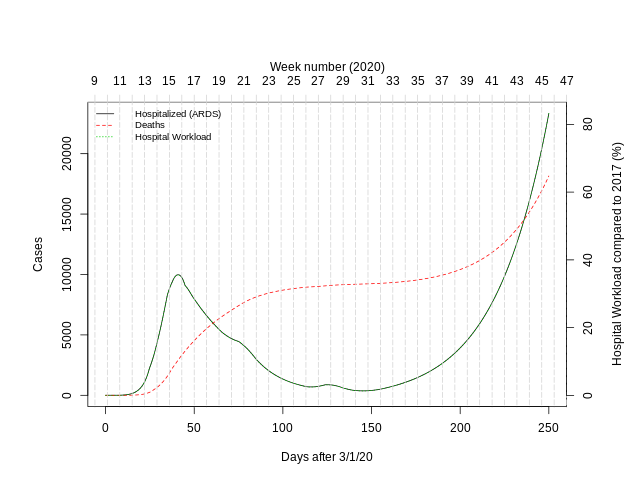 Week number (2020)
9 11 13 15 17 19 21 23 25 27 29 31 33 35 37 39 41 43 45 47
Hospitalized (ARDS)
Deaths
Hospital Workload
Cases
0 5000 10000 15000 20000
0 20 40 60 80
Hospital Workload compared to 2017 (%)
0 50 100 150 200 250
Days after 3/1/20